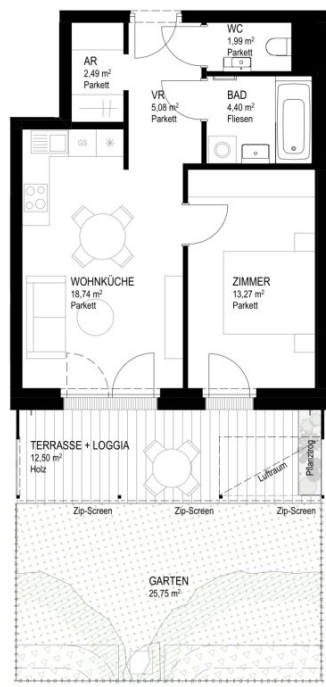 WC
1,99 m²
Parkett
AR
2,49 m²
Parkett
VR
5,08 m²
Parkett
BAD
4,40 m²
Fliesen
GS
WOHNKÜCHE
18,74 m²
Parkett
ZIMMER
13,27 m²
Parkett
TERRASSE + LOGGIA
12,50 m²
Holz
Luftraum
Pflanztrog
Zip-Screen
Zip-Screen
Zip-Screen
GARTEN
25,75 m²